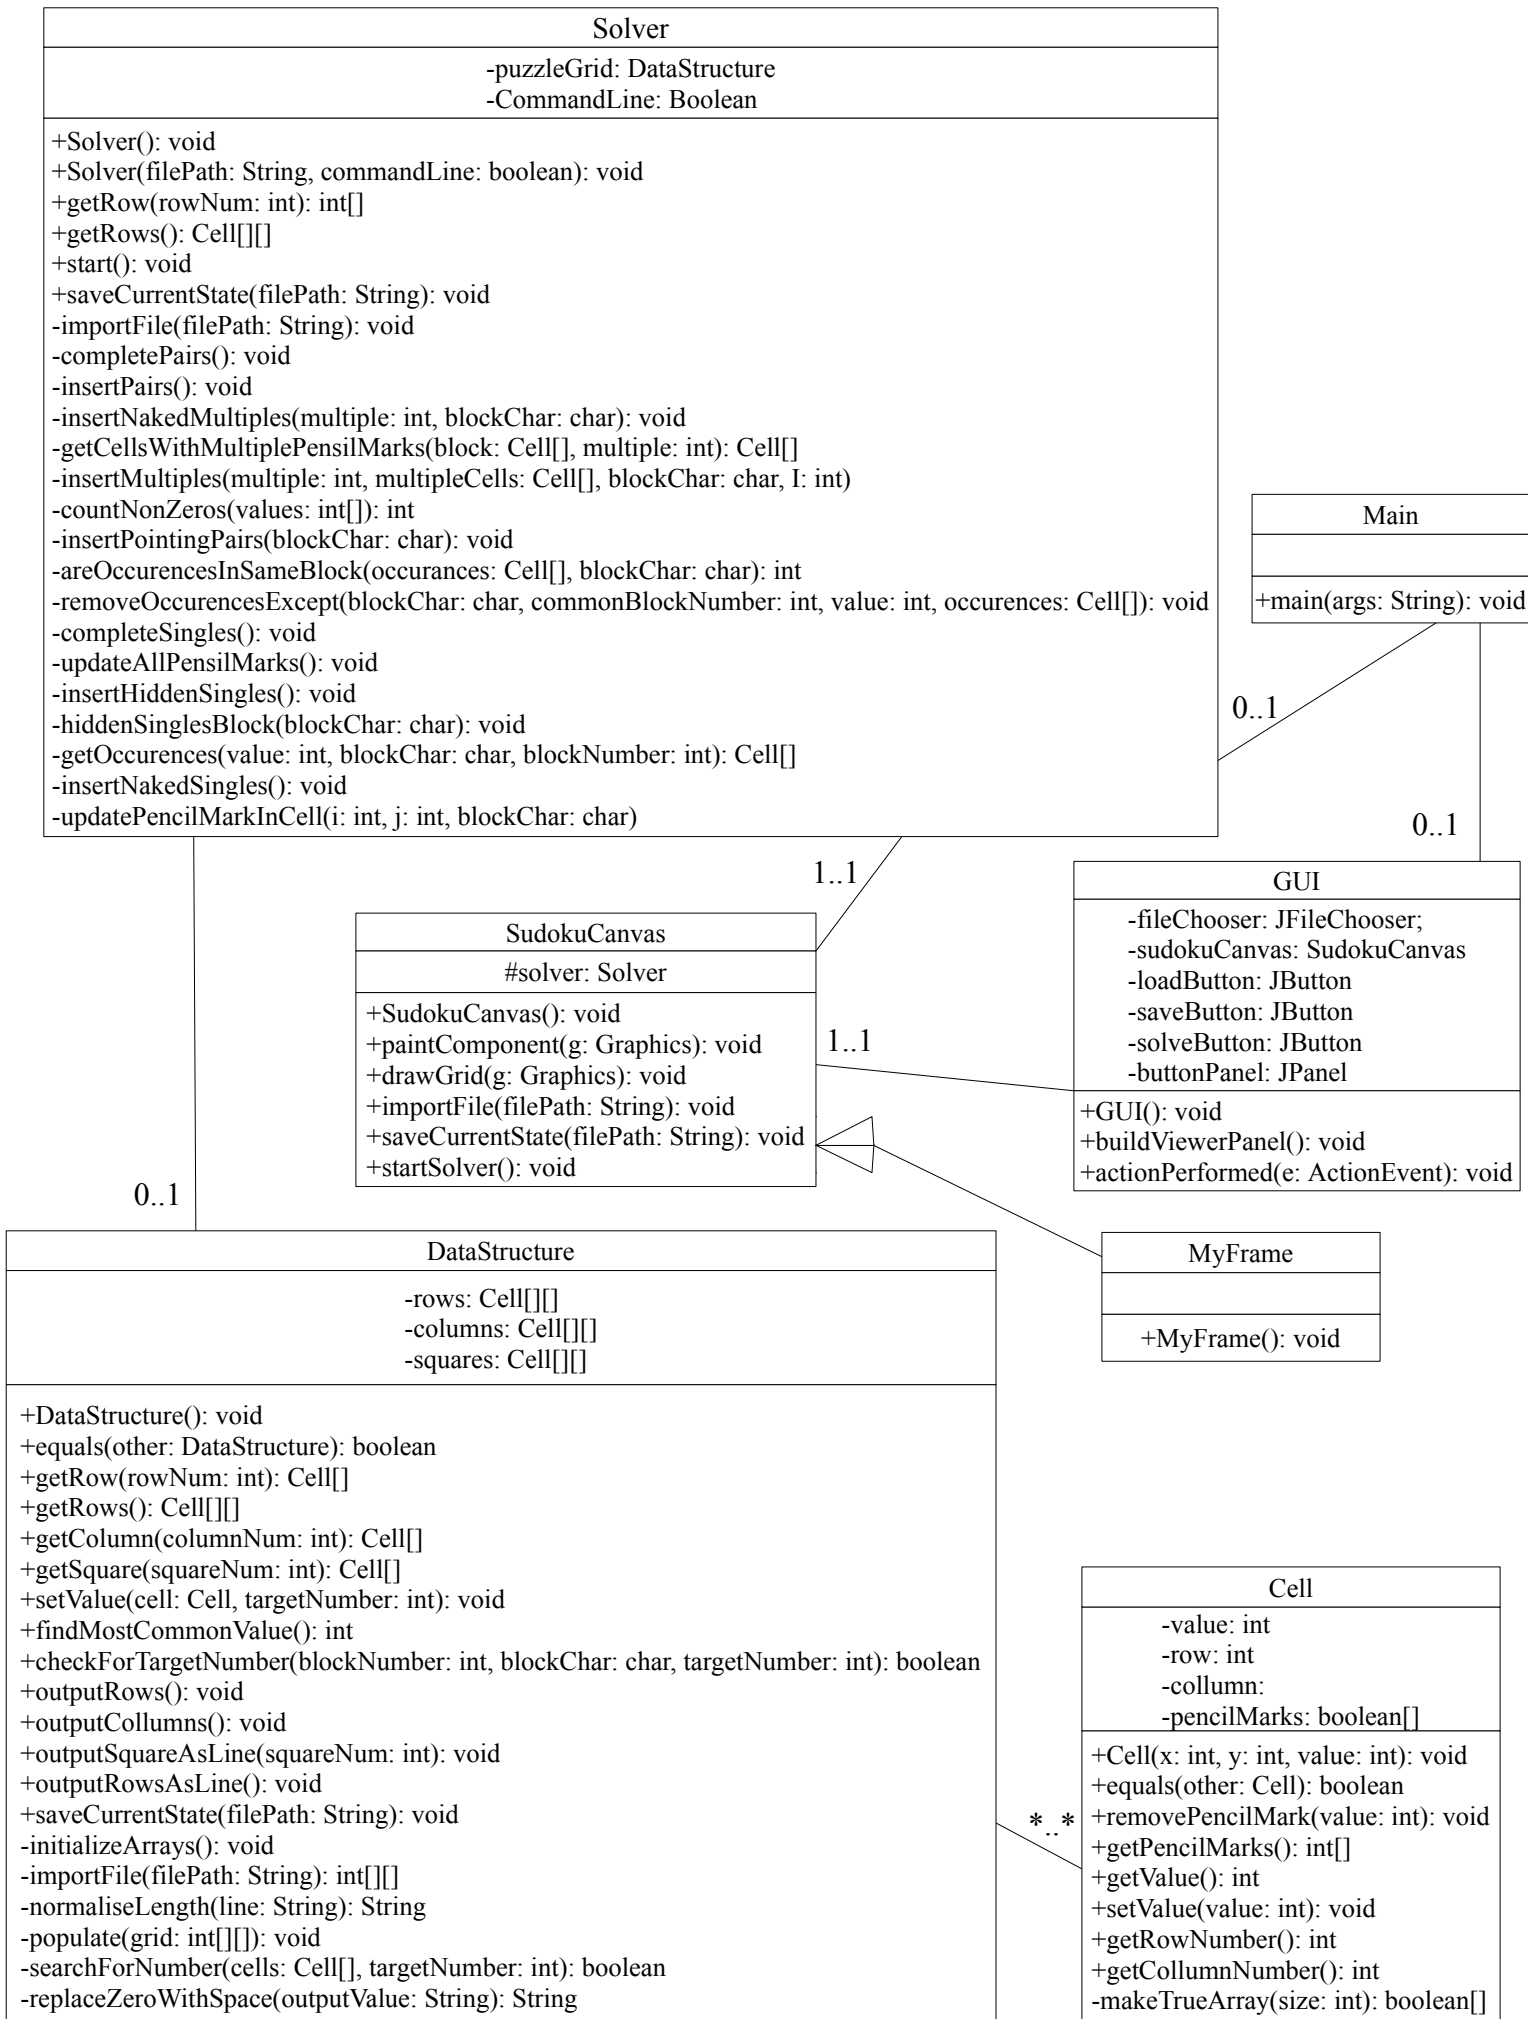 Solver
-puzzleGrid: DataStructure
-CommandLine: Boolean
+Solver(): void
+Solver(filePath: String, commandLine: boolean): void
+getRow(rowNum: int): int[]
+getRows(): Cell[][]
+start(): void
+saveCurrentState(filePath: String): void
-importFile(filePath: String): void
-completePairs(): void
-insertPairs(): void
-insertNakedMultiples(multiple: int, blockChar: char): void
-getCellsWithMultiplePensilMarks(block: Cell[], multiple: int): Cell[]
-insertMultiples(multiple: int, multipleCells: Cell[], blockChar: char, I: int)
-countNonZeros(values: int[]): int
-insertPointingPairs(blockChar: char): void
-areOccurencesInSameBlock(occurances: Cell[], blockChar: char): int
-removeOccurencesExcept(blockChar: char, commonBlockNumber: int, value: int, occurences: Cell[]): void
-completeSingles(): void
-updateAllPensilMarks(): void
-insertHiddenSingles(): void
-hiddenSinglesBlock(blockChar: char): void
-getOccurences(value: int, blockChar: char, blockNumber: int): Cell[]
-insertNakedSingles(): void
-updatePencilMarkInCell(i: int, j: int, blockChar: char)
Main
+main(args: String): void
0..1
0..1
1..1
GUI
-fileChooser: JFileChooser;
-sudokuCanvas: SudokuCanvas
-loadButton: JButton
-saveButton: JButton
-solveButton: JButton
-buttonPanel: JPanel
+GUI(): void
+buildViewerPanel(): void
+actionPerformed(e: ActionEvent): void
SudokuCanvas
#solver: Solver
+SudokuCanvas(): void
+paintComponent(g: Graphics): void
+drawGrid(g: Graphics): void
+importFile(filePath: String): void
+saveCurrentState(filePath: String): void
+startSolver(): void
1..1
0..1
MyFrame
+MyFrame(): void
DataStructure
-rows: Cell[][]
-columns: Cell[][]
-squares: Cell[][]
+DataStructure(): void
+equals(other: DataStructure): boolean
+getRow(rowNum: int): Cell[]
+getRows(): Cell[][]
+getColumn(columnNum: int): Cell[]
+getSquare(squareNum: int): Cell[]
+setValue(cell: Cell, targetNumber: int): void
+findMostCommonValue(): int
+checkForTargetNumber(blockNumber: int, blockChar: char, targetNumber: int): boolean
+outputRows(): void
+outputCollumns(): void
+outputSquareAsLine(squareNum: int): void
+outputRowsAsLine(): void
+saveCurrentState(filePath: String): void
-initializeArrays(): void
-importFile(filePath: String): int[][]
-normaliseLength(line: String): String
-populate(grid: int[][]): void
-searchForNumber(cells: Cell[], targetNumber: int): boolean
-replaceZeroWithSpace(outputValue: String): String
*..*
Cell
-value: int
-row: int
-collumn:
-pencilMarks: boolean[]
+Cell(x: int, y: int, value: int): void
+equals(other: Cell): boolean
+removePencilMark(value: int): void
+getPencilMarks(): int[]
+getValue(): int
+setValue(value: int): void
+getRowNumber(): int
+getCollumnNumber(): int
-makeTrueArray(size: int): boolean[]